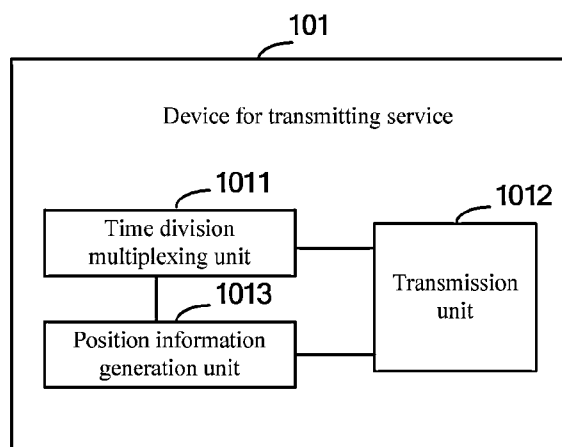 101
Device for transmitting service
1011
Time division
multiplexing unit
1012
Transmission
unit
1013
Position information
generation unit